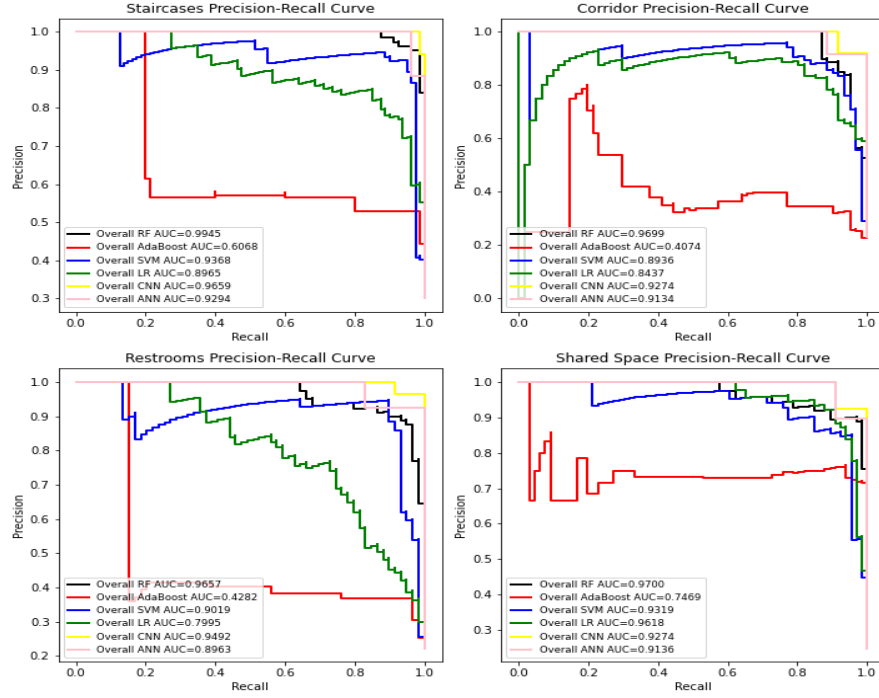 Staircases Precision-Recall Curve
1.0
0.9
0.8
0.7
0.6
0.5
0.4
0.3
Precision
Overall RF AUC=0.9945
Overall AdaBoost AUC=0.6068
Overall SVM AUC=0.9368
Overall LR AUC=0.8965
Overall CNN AUC=0.9659
Overall ANN AUC=0.9294
0.0 0.2 0.4 0.6 0.8 1.0
Recall
Corridor Precision-Recall Curve
1.0
0.8
0.6
0.4
0.2
0.0
Precision
Overall RF AUC=0.9699
Overall AdaBoost AUC=0.4074
Overall SVM AUC=0.8936
Overall LR AUC=0.8437
Overall CNN AUC=0.9274
Overall ANN AUC=0.9134
0.0 0.2 0.4 0.6 0.8 1.0
Recall
Restrooms Precision-Recall Curve
1.0
0.9
0.8
0.7
0.6
0.5
0.4
0.3
0.2
Precision
Overall RF AUC=0.9657
Overall AdaBoost AUC=0.4282
Overall SVM AUC=0.9019
Overall LR AUC=0.7995
Overall CNN AUC=0.9492
Overall ANN AUC=0.8963
0.0 0.2 0.4 0.6 0.8 1.0
Recall
Shared Space Precision-Recall Curve
1.0
0.9
0.8
0.7
0.6
0.5
0.4
0.3
Precision
Overall RF AUC=0.9700
Overall AdaBoost AUC=0.7469
Overall SVM AUC=0.9319
Overall LR AUC=0.9618
Overall CNN AUC=0.9274
Overall ANN AUC=0.9136
0.0 0.2 0.4 0.6 0.8 1.0
Recall